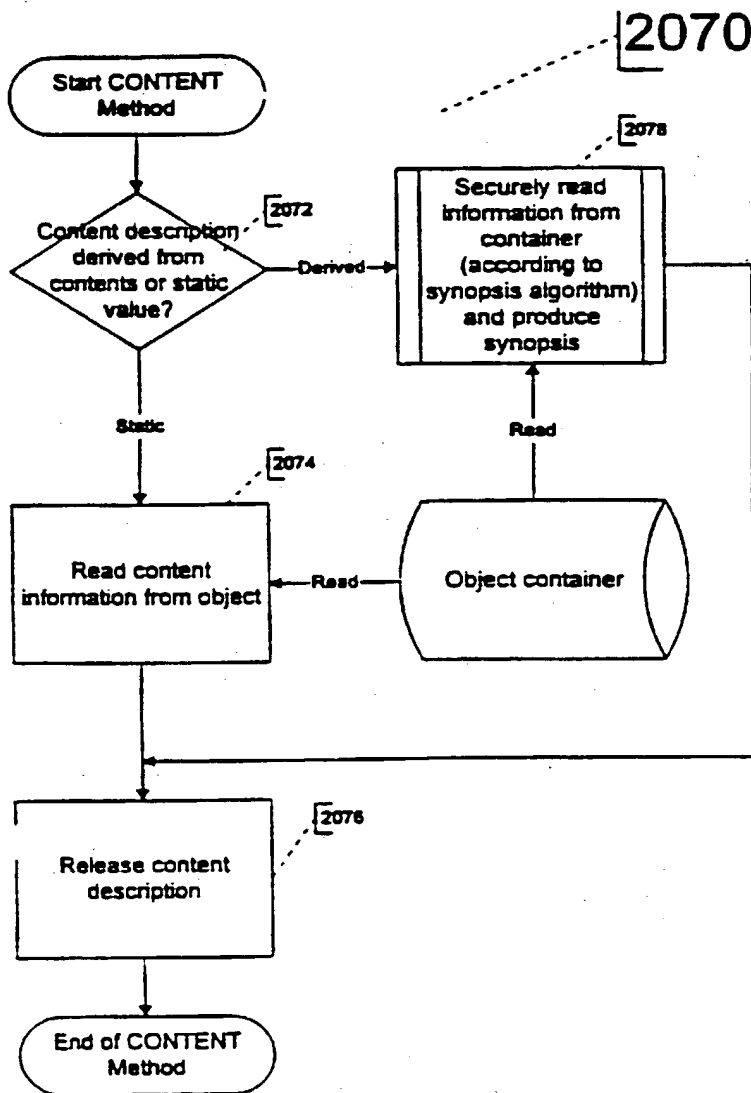 2070
Start CONTENT
Method
2078
Securely read
information from
container
(according to
synopsis algorithm)
and produce
synopsis
2072
Content description
derived from
contents or static
value?
Derived
Static
Read
2074
Read content
information from object
Read
Object container
2076
Release content
description
End of CONTENT
Method